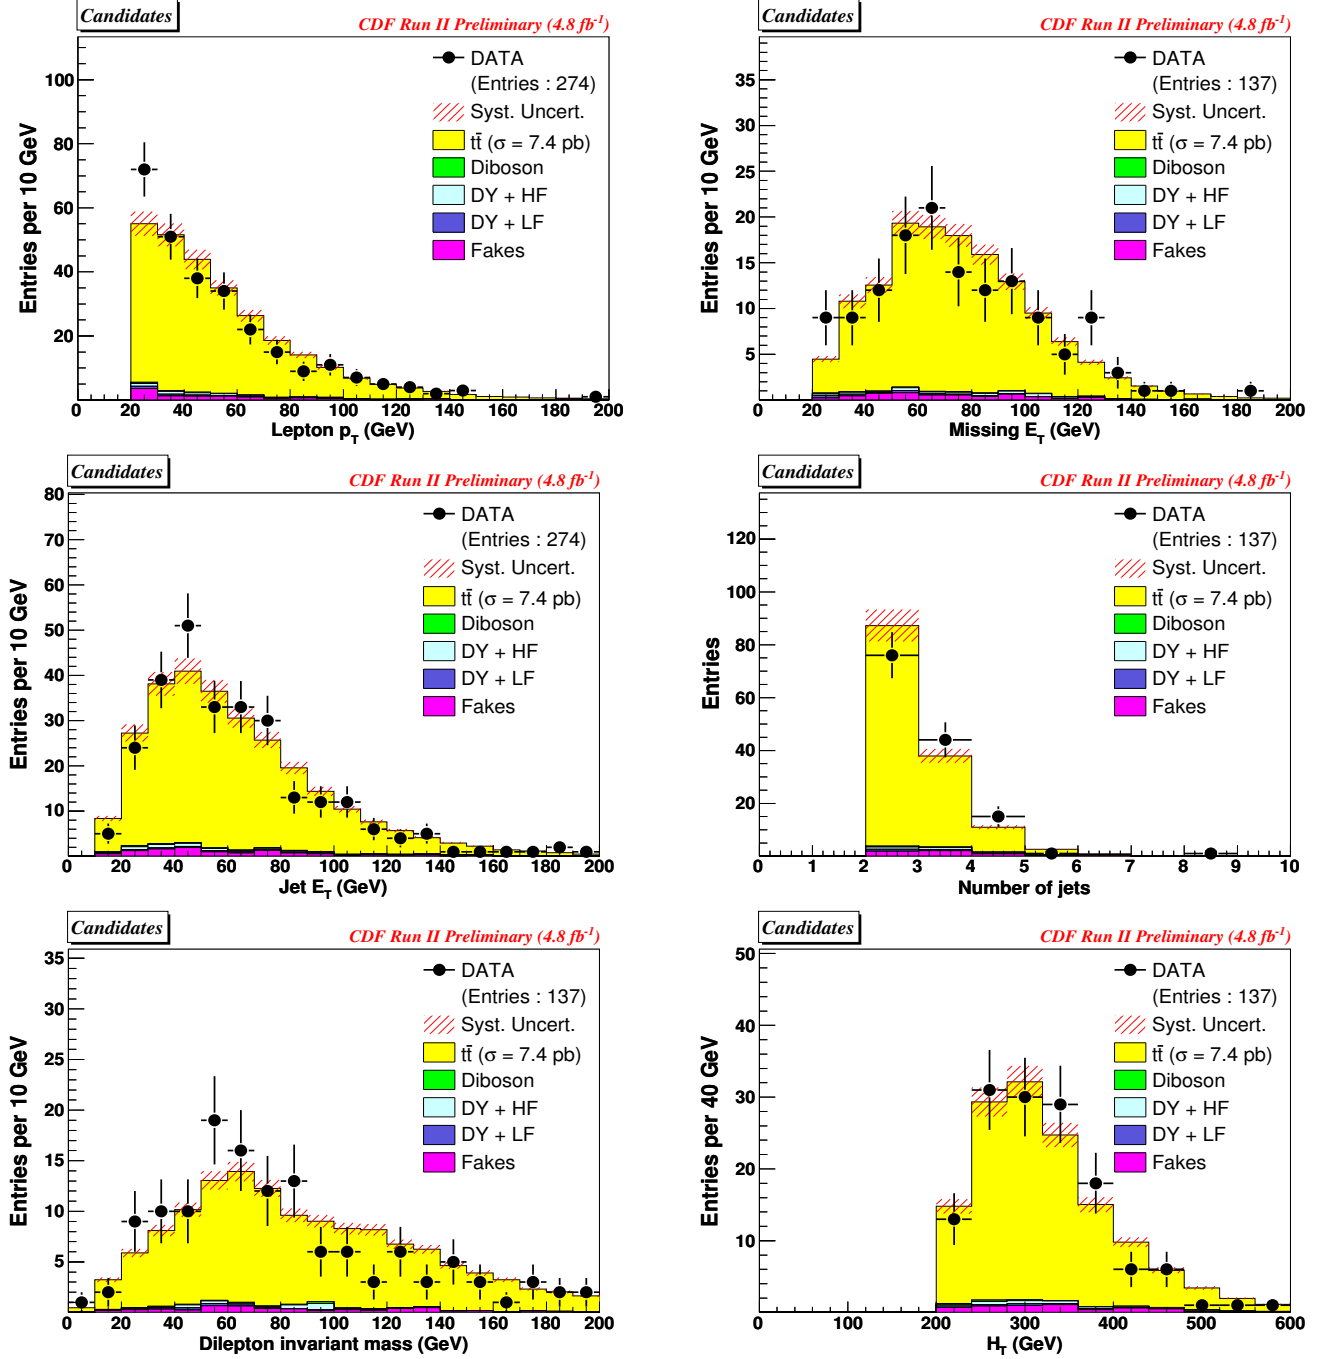 Candidates
CDF Run II Preliminary (4.8 fb⁻¹)
DATA
(Entries : 274)
Syst. Uncert.
tt̄ (σ = 7.4 pb)
Diboson
DY + HF
DY + LF
Fakes
Entries per 10 GeV
100
80
60
40
20
0 20 40 60 80 100 120 140 160 180 200
Lepton p_T (GeV)
Candidates
CDF Run II Preliminary (4.8 fb⁻¹)
DATA
(Entries : 137)
Syst. Uncert.
tt̄ (σ = 7.4 pb)
Diboson
DY + HF
DY + LF
Fakes
Entries per 10 GeV
35
30
25
20
15
10
5
0 20 40 60 80 100 120 140 160 180 200
Missing E_T (GeV)
Candidates
CDF Run II Preliminary (4.8 fb⁻¹)
DATA
(Entries : 274)
Syst. Uncert.
tt̄ (σ = 7.4 pb)
Diboson
DY + HF
DY + LF
Fakes
Entries per 10 GeV
80
70
60
50
40
30
20
10
0 20 40 60 80 100 120 140 160 180 200
Jet E_T (GeV)
Candidates
CDF Run II Preliminary (4.8 fb⁻¹)
DATA
(Entries : 137)
Syst. Uncert.
tt̄ (σ = 7.4 pb)
Diboson
DY + HF
DY + LF
Fakes
Entries
120
100
80
60
40
20
0 1 2 3 4 5 6 7 8 9 10
Number of jets
Candidates
CDF Run II Preliminary (4.8 fb⁻¹)
DATA
(Entries : 137)
Syst. Uncert.
tt̄ (σ = 7.4 pb)
Diboson
DY + HF
DY + LF
Fakes
Entries per 10 GeV
35
30
25
20
15
10
5
0 20 40 60 80 100 120 140 160 180 200
Dilepton invariant mass (GeV)
Candidates
CDF Run II Preliminary (4.8 fb⁻¹)
DATA
(Entries : 137)
Syst. Uncert.
tt̄ (σ = 7.4 pb)
Diboson
DY + HF
DY + LF
Fakes
Entries per 40 GeV
50
40
30
20
10
0 100 200 300 400 500 600
H_T (GeV)